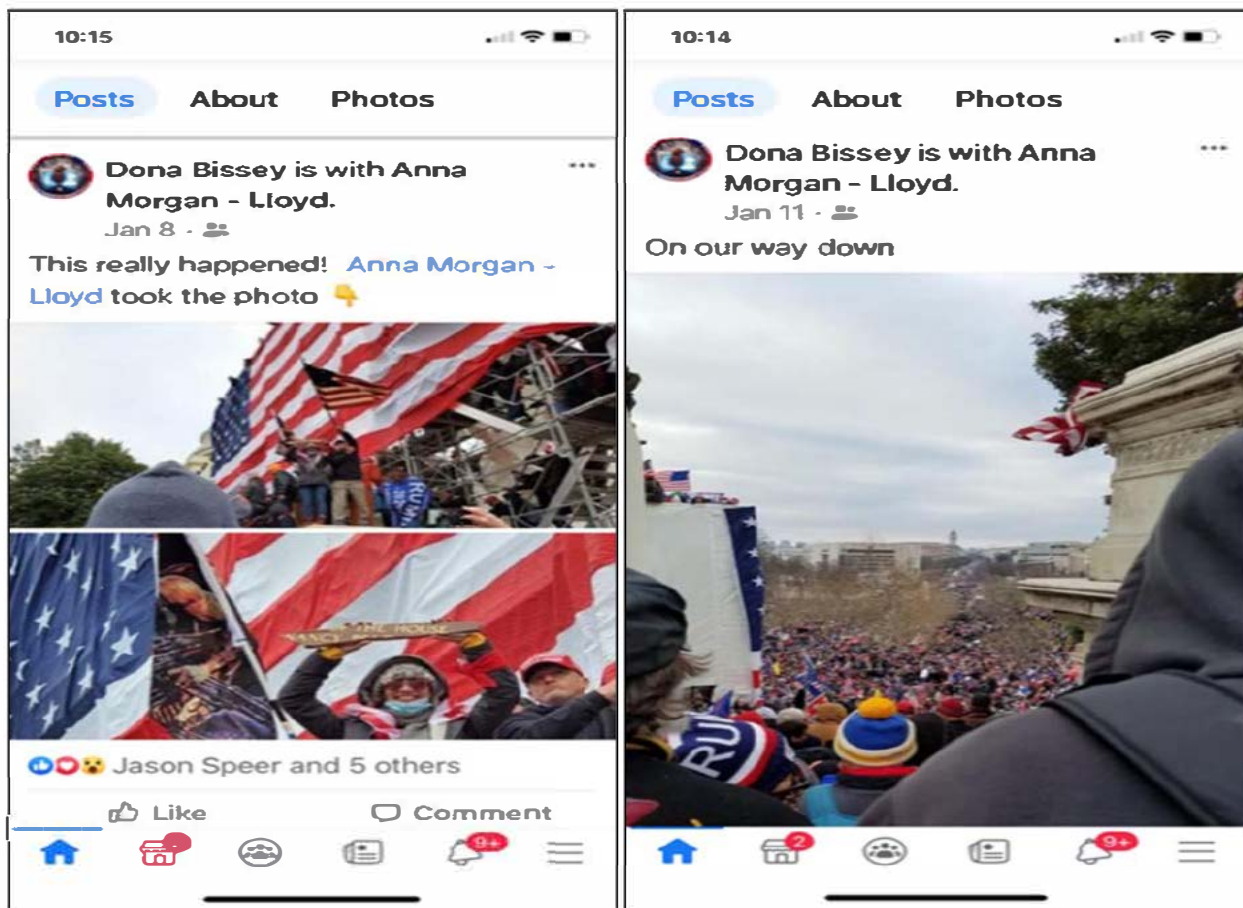 10:15
Posts About Photos
Dona Bissey is with Anna
Morgan - Lloyd.
Jan 8 ·
This really happened! Anna Morgan -
Lloyd took the photo 👇
Jason Speer and 5 others
Like Comment
9+
10:14
Posts About Photos
Dona Bissey is with Anna
Morgan - Lloyd.
Jan 11 ·
On our way down
RU
2
9+